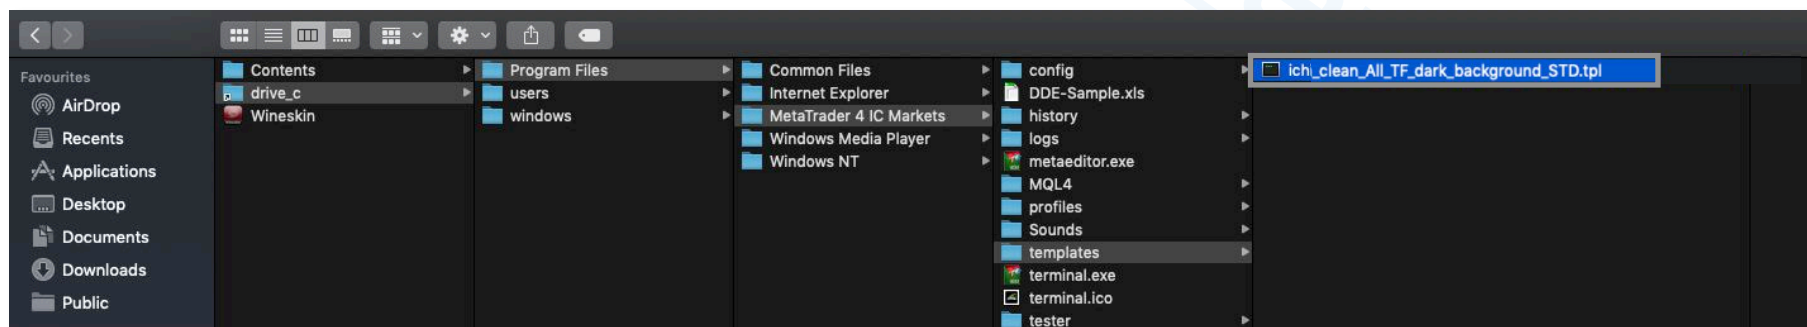 Favourites
AirDrop
Recents
Applications
Desktop
Documents
Downloads
Public
Contents
drive_c
Wineskin
Program Files
users
windows
Common Files
Internet Explorer
MetaTrader 4 IC Markets
Windows Media Player
Windows NT
config
DDE-Sample.xls
history
logs
metaeditor.exe
MQL4
profiles
Sounds
templates
terminal.exe
terminal.ico
tester
ichi_clean_All_TF_dark_background_STD.tpl